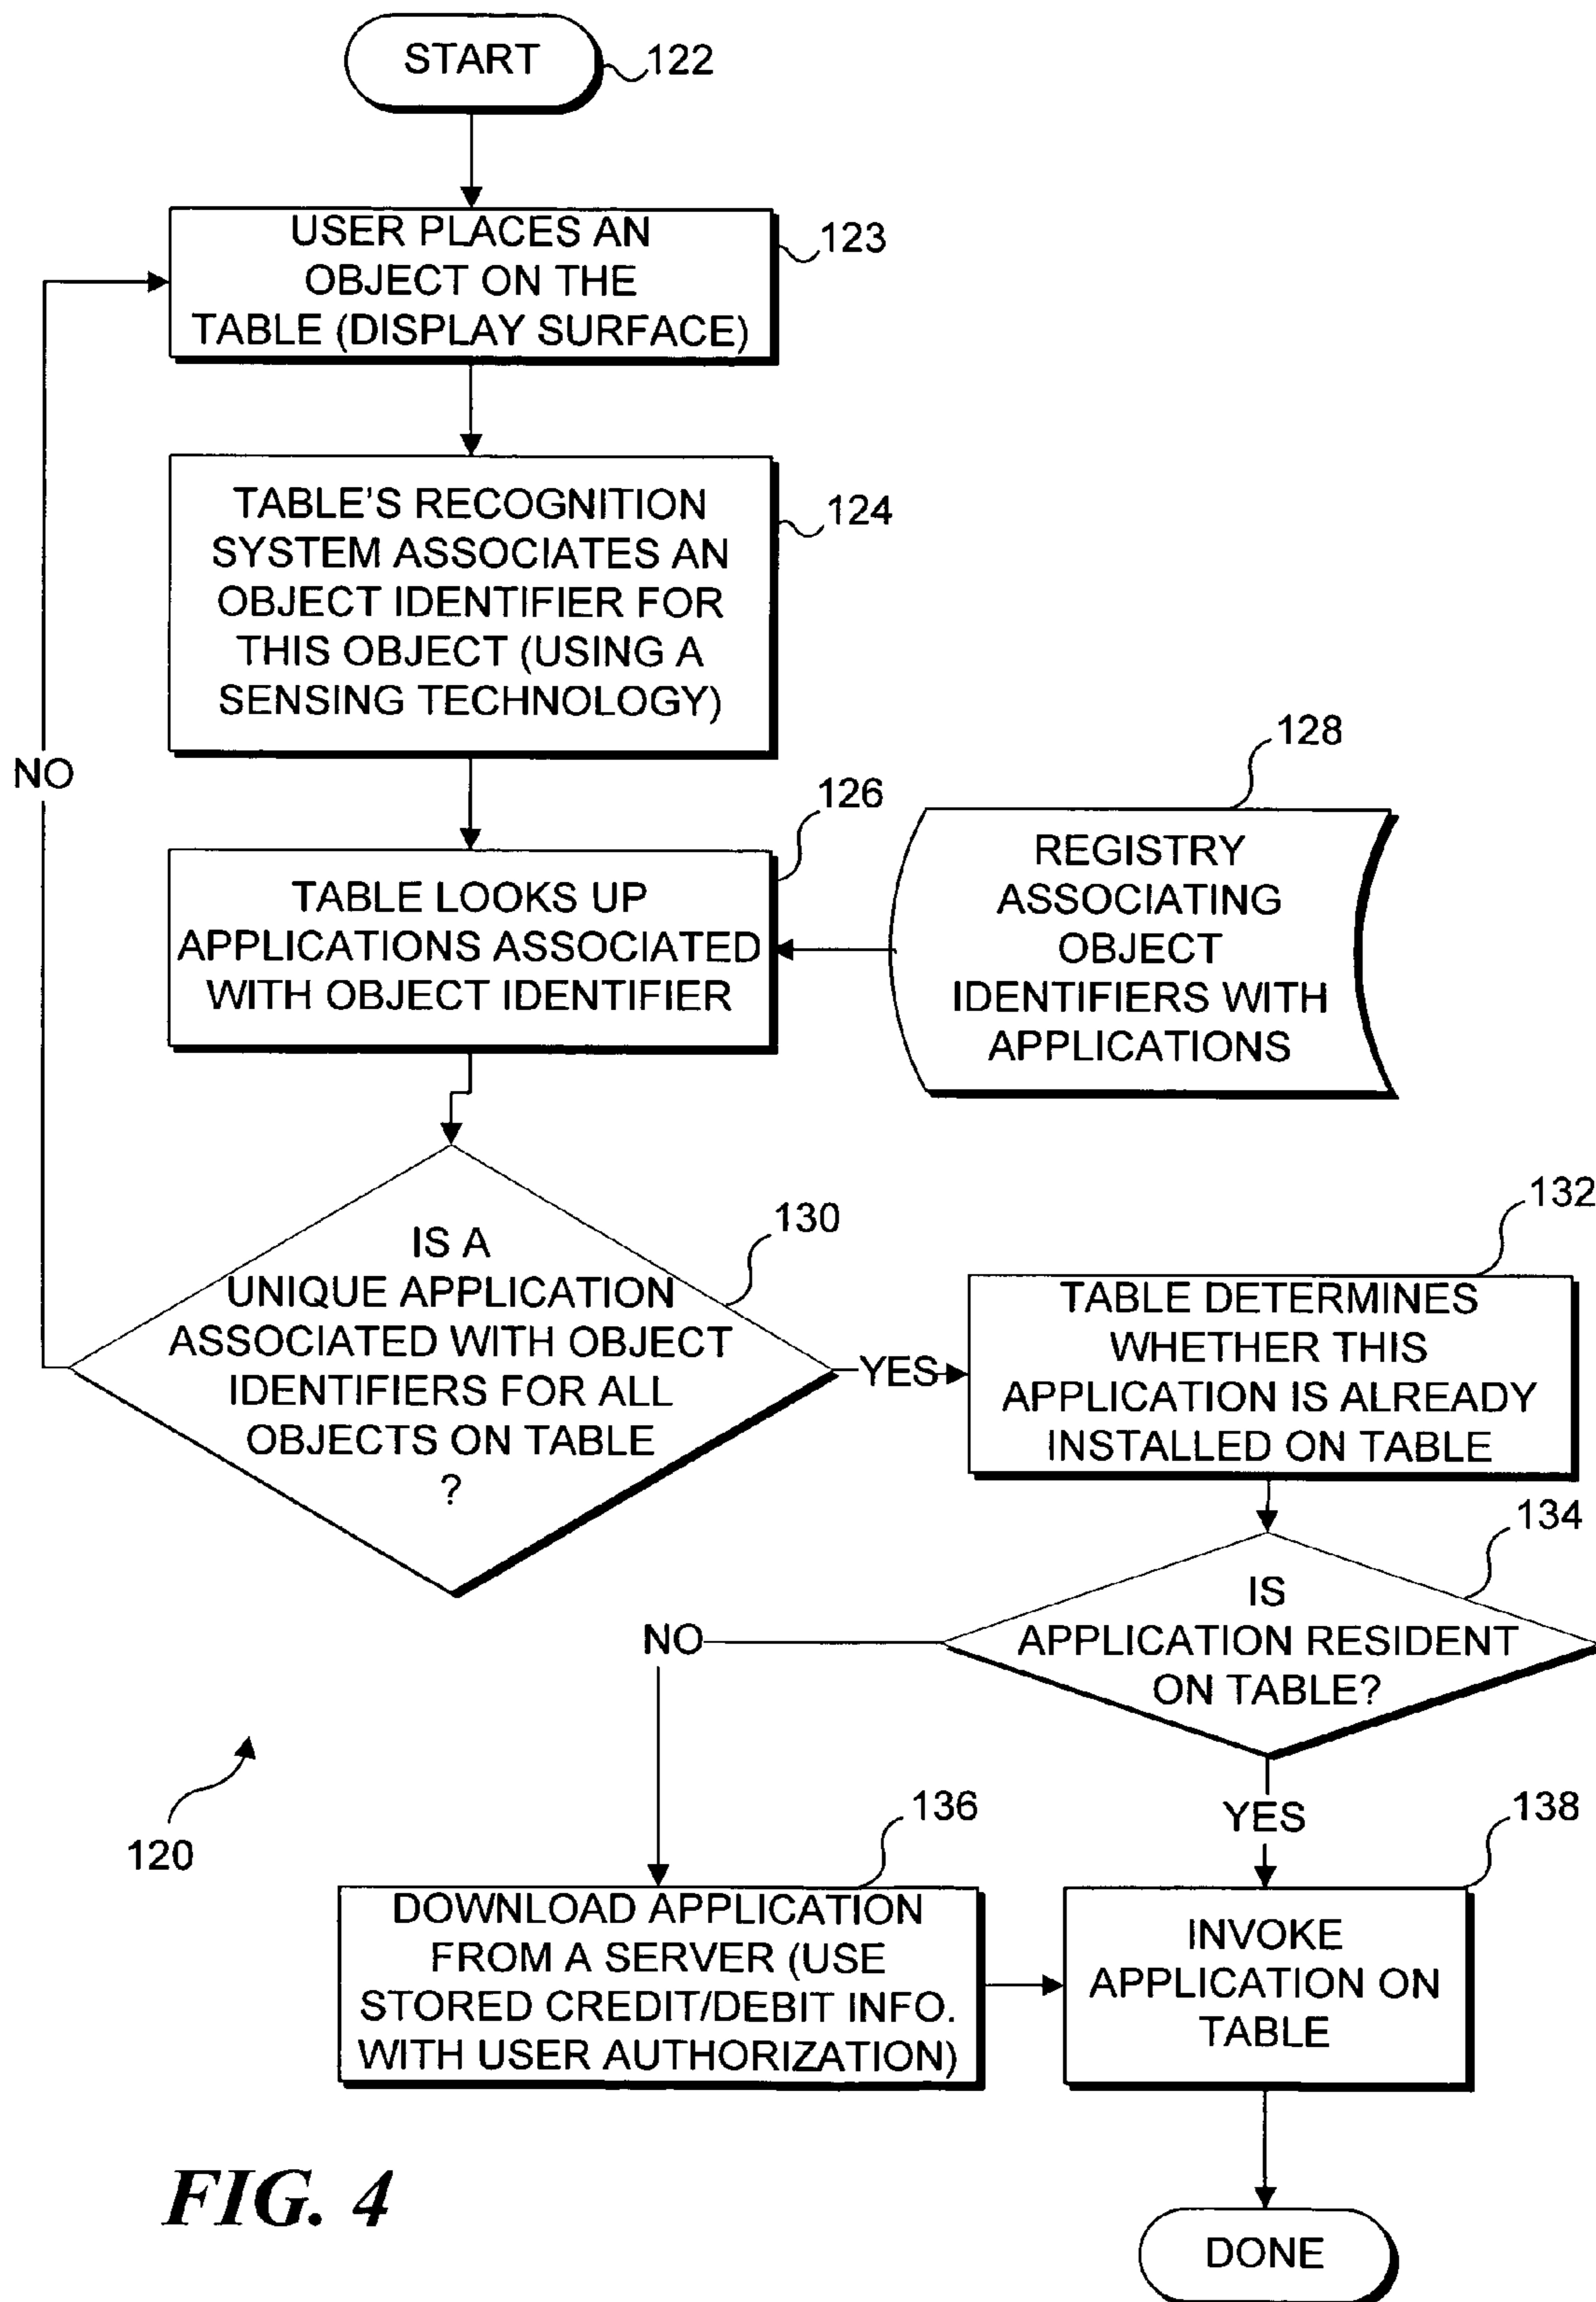 START
122
USER PLACES AN
OBJECT ON THE
TABLE (DISPLAY SURFACE)
123
TABLE'S RECOGNITION
SYSTEM ASSOCIATES AN
OBJECT IDENTIFIER FOR
THIS OBJECT (USING A
SENSING TECHNOLOGY)
124
NO
126
TABLE LOOKS UP
APPLICATIONS ASSOCIATED
WITH OBJECT IDENTIFIER
128
REGISTRY
ASSOCIATING
OBJECT
IDENTIFIERS WITH
APPLICATIONS
130
IS A
UNIQUE APPLICATION
ASSOCIATED WITH OBJECT
IDENTIFIERS FOR ALL
OBJECTS ON TABLE
?
YES
132
TABLE DETERMINES
WHETHER THIS
APPLICATION IS ALREADY
INSTALLED ON TABLE
134
IS
APPLICATION RESIDENT
ON TABLE?
NO
YES
120
136
DOWNLOAD APPLICATION
FROM A SERVER (USE
STORED CREDIT/DEBIT INFO.
WITH USER AUTHORIZATION)
138
INVOKE
APPLICATION ON
TABLE
DONE
FIG. 4